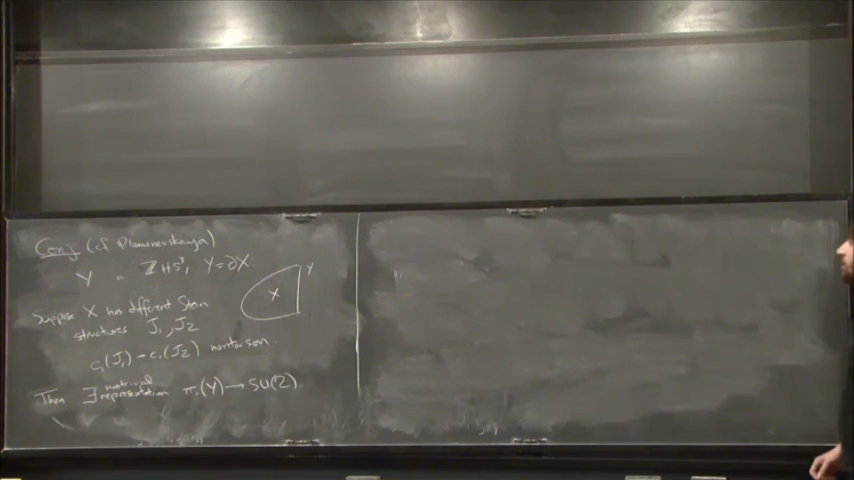 Conj (cf Plamenevskaya)
Y a ZHS³, Y=∂X
X
Y
Suppose X has different Stein
structures J₁, J₂
c₁(J₁) - c₁(J₂) nontorsion.
Then ∃ nontrivial representation π₁(Y) → SU(2).